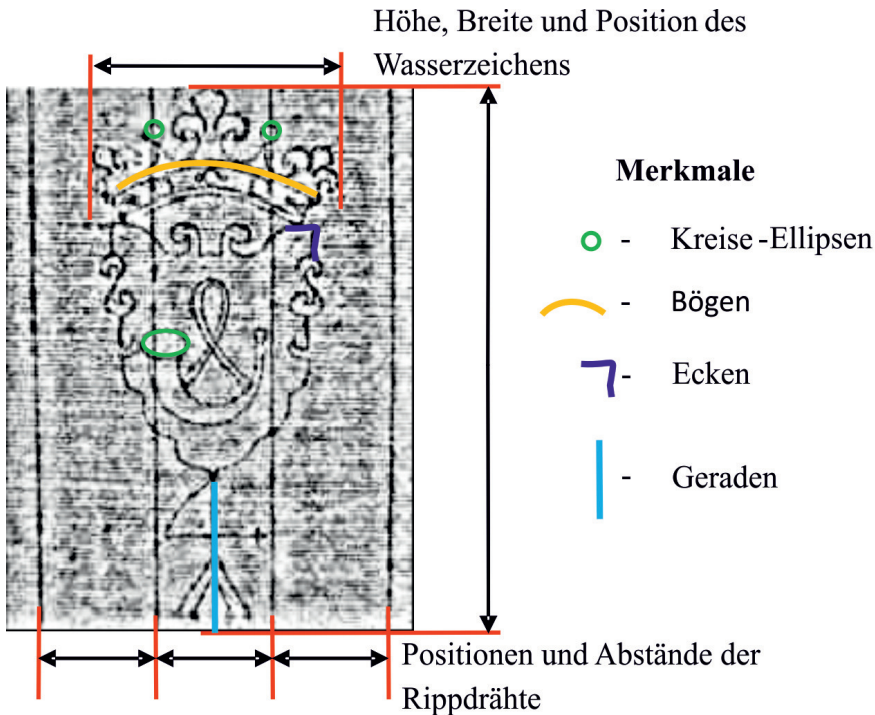 Höhe, Breite und Position des
Wasserzeichens
Merkmale
- Kreise-Ellipsen
- Bögen
- Ecken
- Geraden
Positionen und Abstände der
Rippdrähte